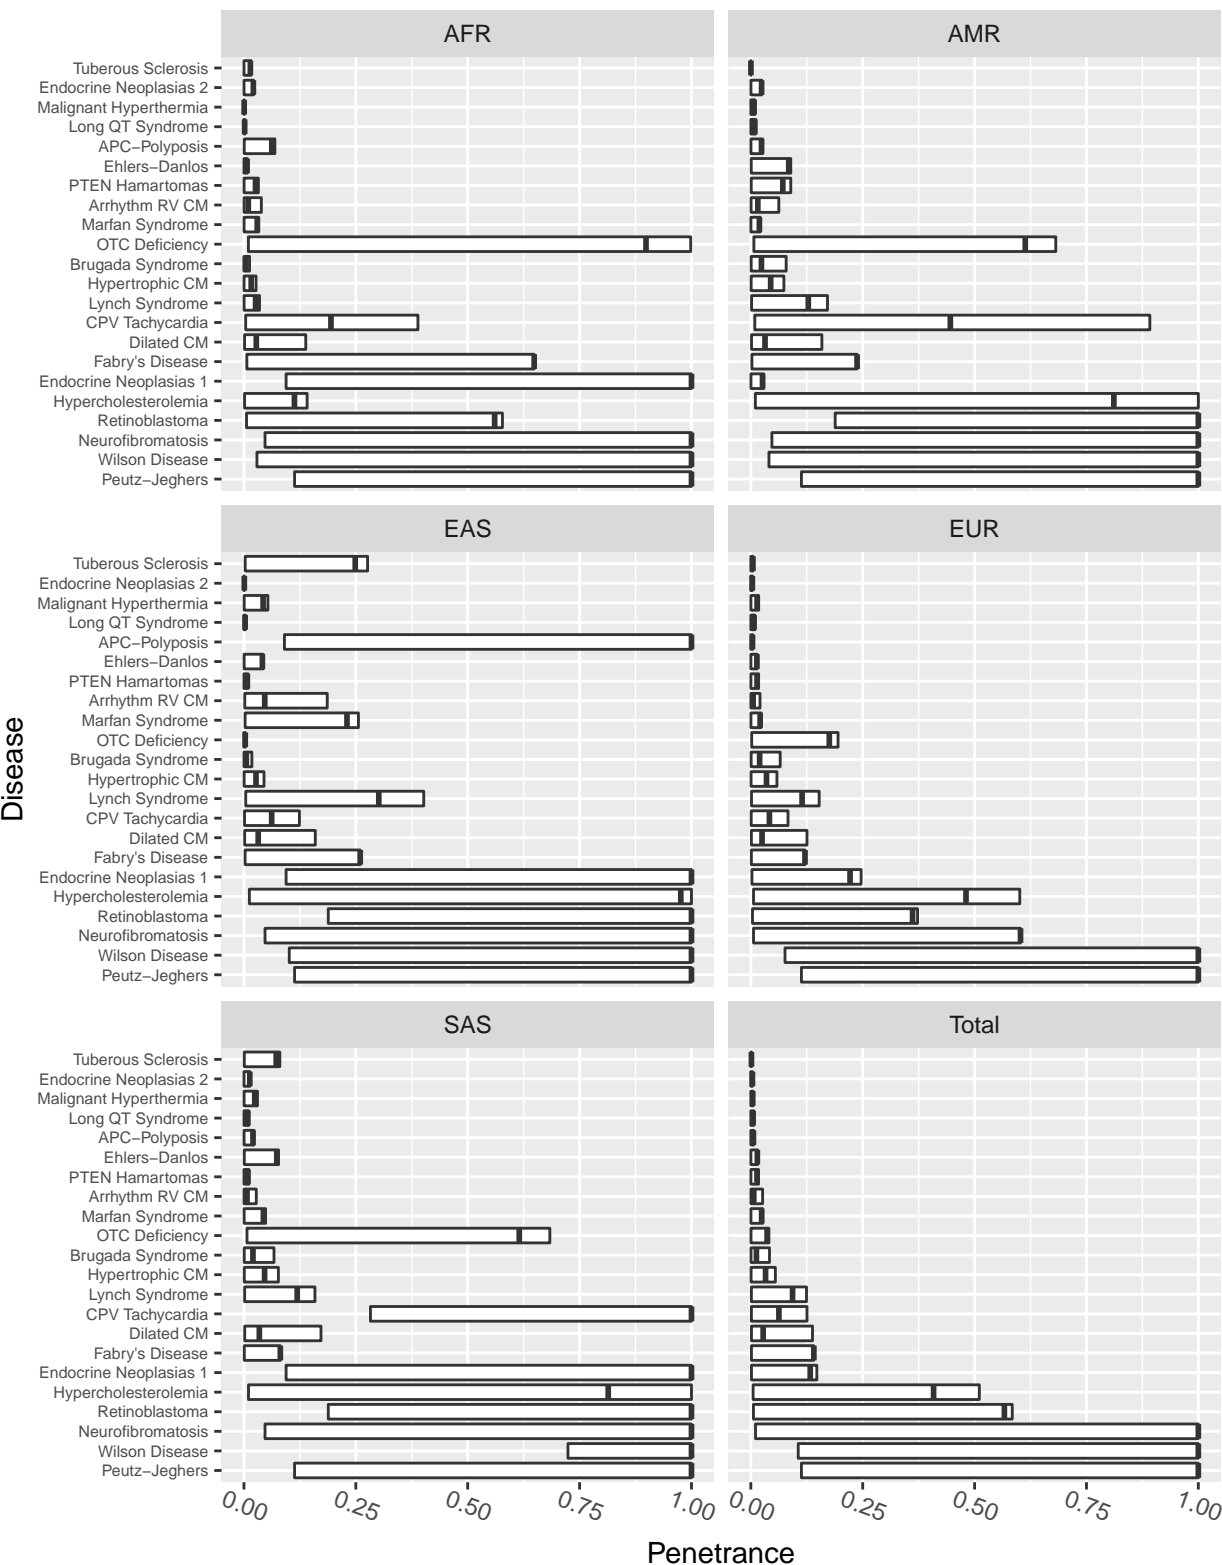 AFR
AMR
Tuberous Sclerosis
Endocrine Neoplasias 2
Malignant Hyperthermia
Long QT Syndrome
APC−Polyposis
Ehlers−Danlos
PTEN Hamartomas
Arrhythm RV CM
Marfan Syndrome
OTC Deficiency
Brugada Syndrome
Hypertrophic CM
Lynch Syndrome
CPV Tachycardia
Dilated CM
Fabry's Disease
Endocrine Neoplasias 1
Hypercholesterolemia
Retinoblastoma
Neurofibromatosis
Wilson Disease
Peutz−Jeghers
EAS
EUR
Tuberous Sclerosis
Endocrine Neoplasias 2
Malignant Hyperthermia
Long QT Syndrome
APC−Polyposis
Ehlers−Danlos
PTEN Hamartomas
Arrhythm RV CM
Marfan Syndrome
OTC Deficiency
Brugada Syndrome
Hypertrophic CM
Lynch Syndrome
CPV Tachycardia
Dilated CM
Fabry's Disease
Endocrine Neoplasias 1
Hypercholesterolemia
Retinoblastoma
Neurofibromatosis
Wilson Disease
Peutz−Jeghers
Disease
SAS
Total
Tuberous Sclerosis
Endocrine Neoplasias 2
Malignant Hyperthermia
Long QT Syndrome
APC−Polyposis
Ehlers−Danlos
PTEN Hamartomas
Arrhythm RV CM
Marfan Syndrome
OTC Deficiency
Brugada Syndrome
Hypertrophic CM
Lynch Syndrome
CPV Tachycardia
Dilated CM
Fabry's Disease
Endocrine Neoplasias 1
Hypercholesterolemia
Retinoblastoma
Neurofibromatosis
Wilson Disease
Peutz−Jeghers
0.00 0.25 0.50 0.75 1.00
0.00 0.25 0.50 0.75 1.00
Penetrance